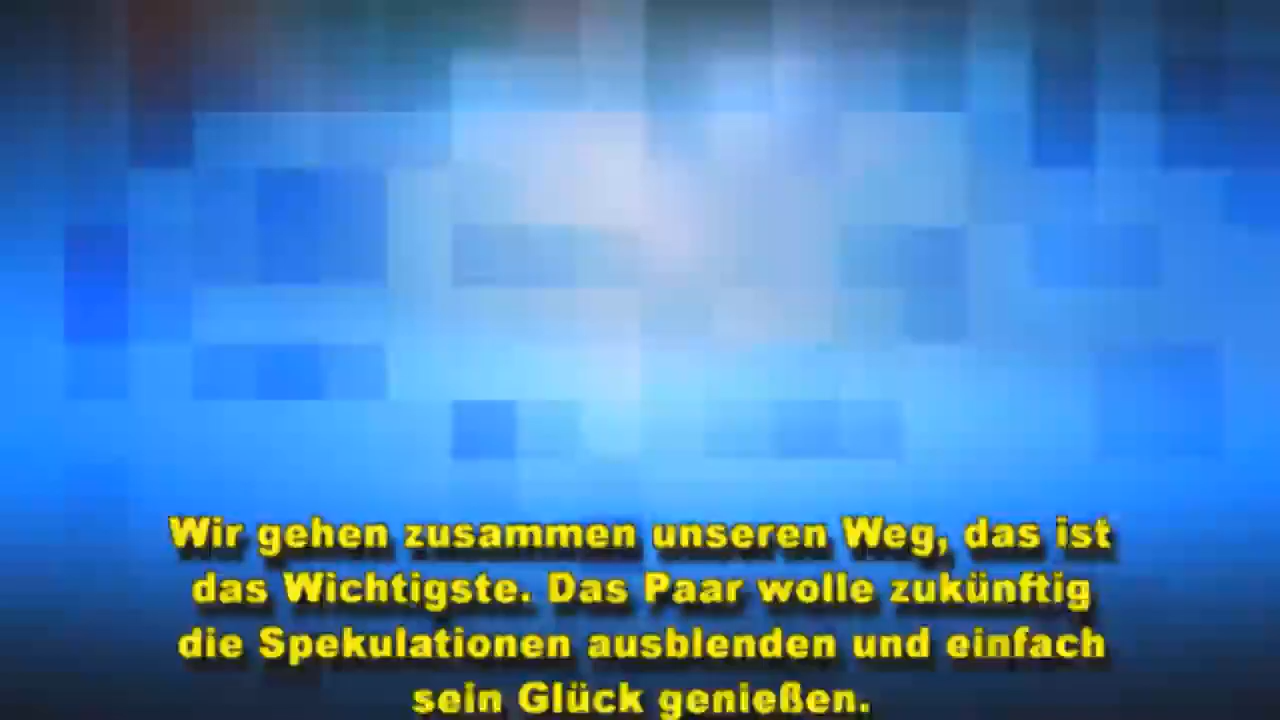 Wir gehen zusammen unseren Weg, das ist
das Wichtigste. Das Paar wolle zukünftig
die Spekulationen ausblenden und einfach
sein Glück genießen.